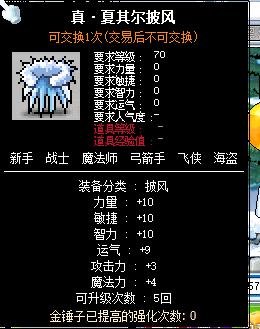 真·夏其尔披风
可交换1次(交易后不可交换)
要求等级: 70
要求力量: 0
要求敏捷: 0
要求智力: 0
要求运气: 0
要求人气度: -
道具等级: -
道具经验值: -
新手 战士 魔法师 弓箭手 飞侠 海盗
装备分类: 披风
力量: +10
敏捷: +10
智力: +10
运气: +9
攻击力: +3
魔法力: +4
可升级次数: 5回
金锤子已提高的强化次数: 0